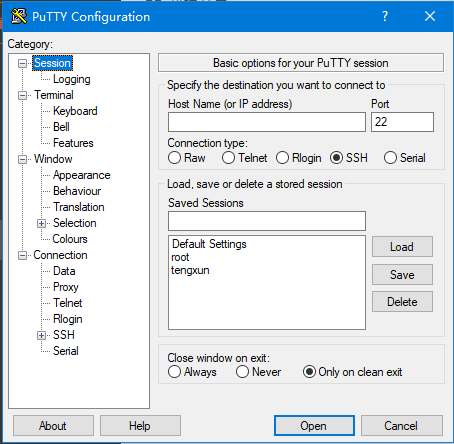 PuTTY Configuration
?
Category:
Session
Logging
Terminal
Keyboard
Bell
Features
Window
Appearance
Behaviour
Translation
Selection
Colours
Connection
Data
Proxy
Telnet
Rlogin
SSH
Serial
Basic options for your PuTTY session
Specify the destination you want to connect to
Host Name (or IP address) Port
22
Connection type:
Raw Telnet Rlogin SSH Serial
Load, save or delete a stored session
Saved Sessions
Default Settings
root
tengxun
Load
Save
Delete
Close window on exit:
Always Never Only on clean exit
About Help Open Cancel